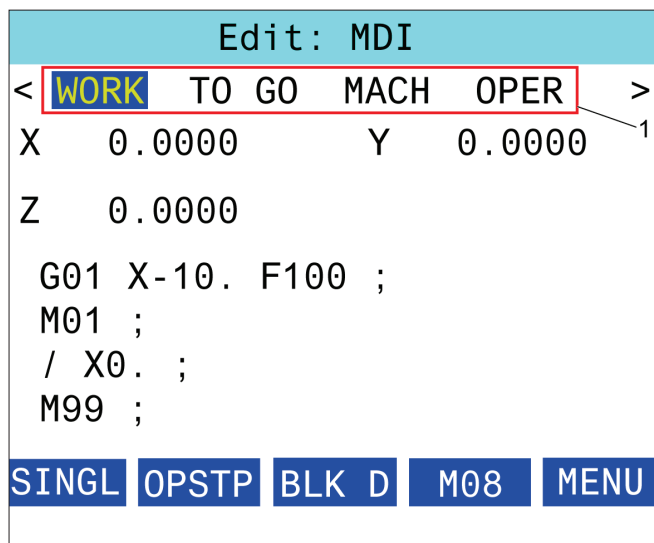 Edit: MDI
< WORK TO GO MACH OPER >
1
X 0.0000 Y 0.0000
Z 0.0000
G01 X-10. F100 ;
M01 ;
/ X0. ;
M99 ;
SINGL OPSTP BLK D M08 MENU